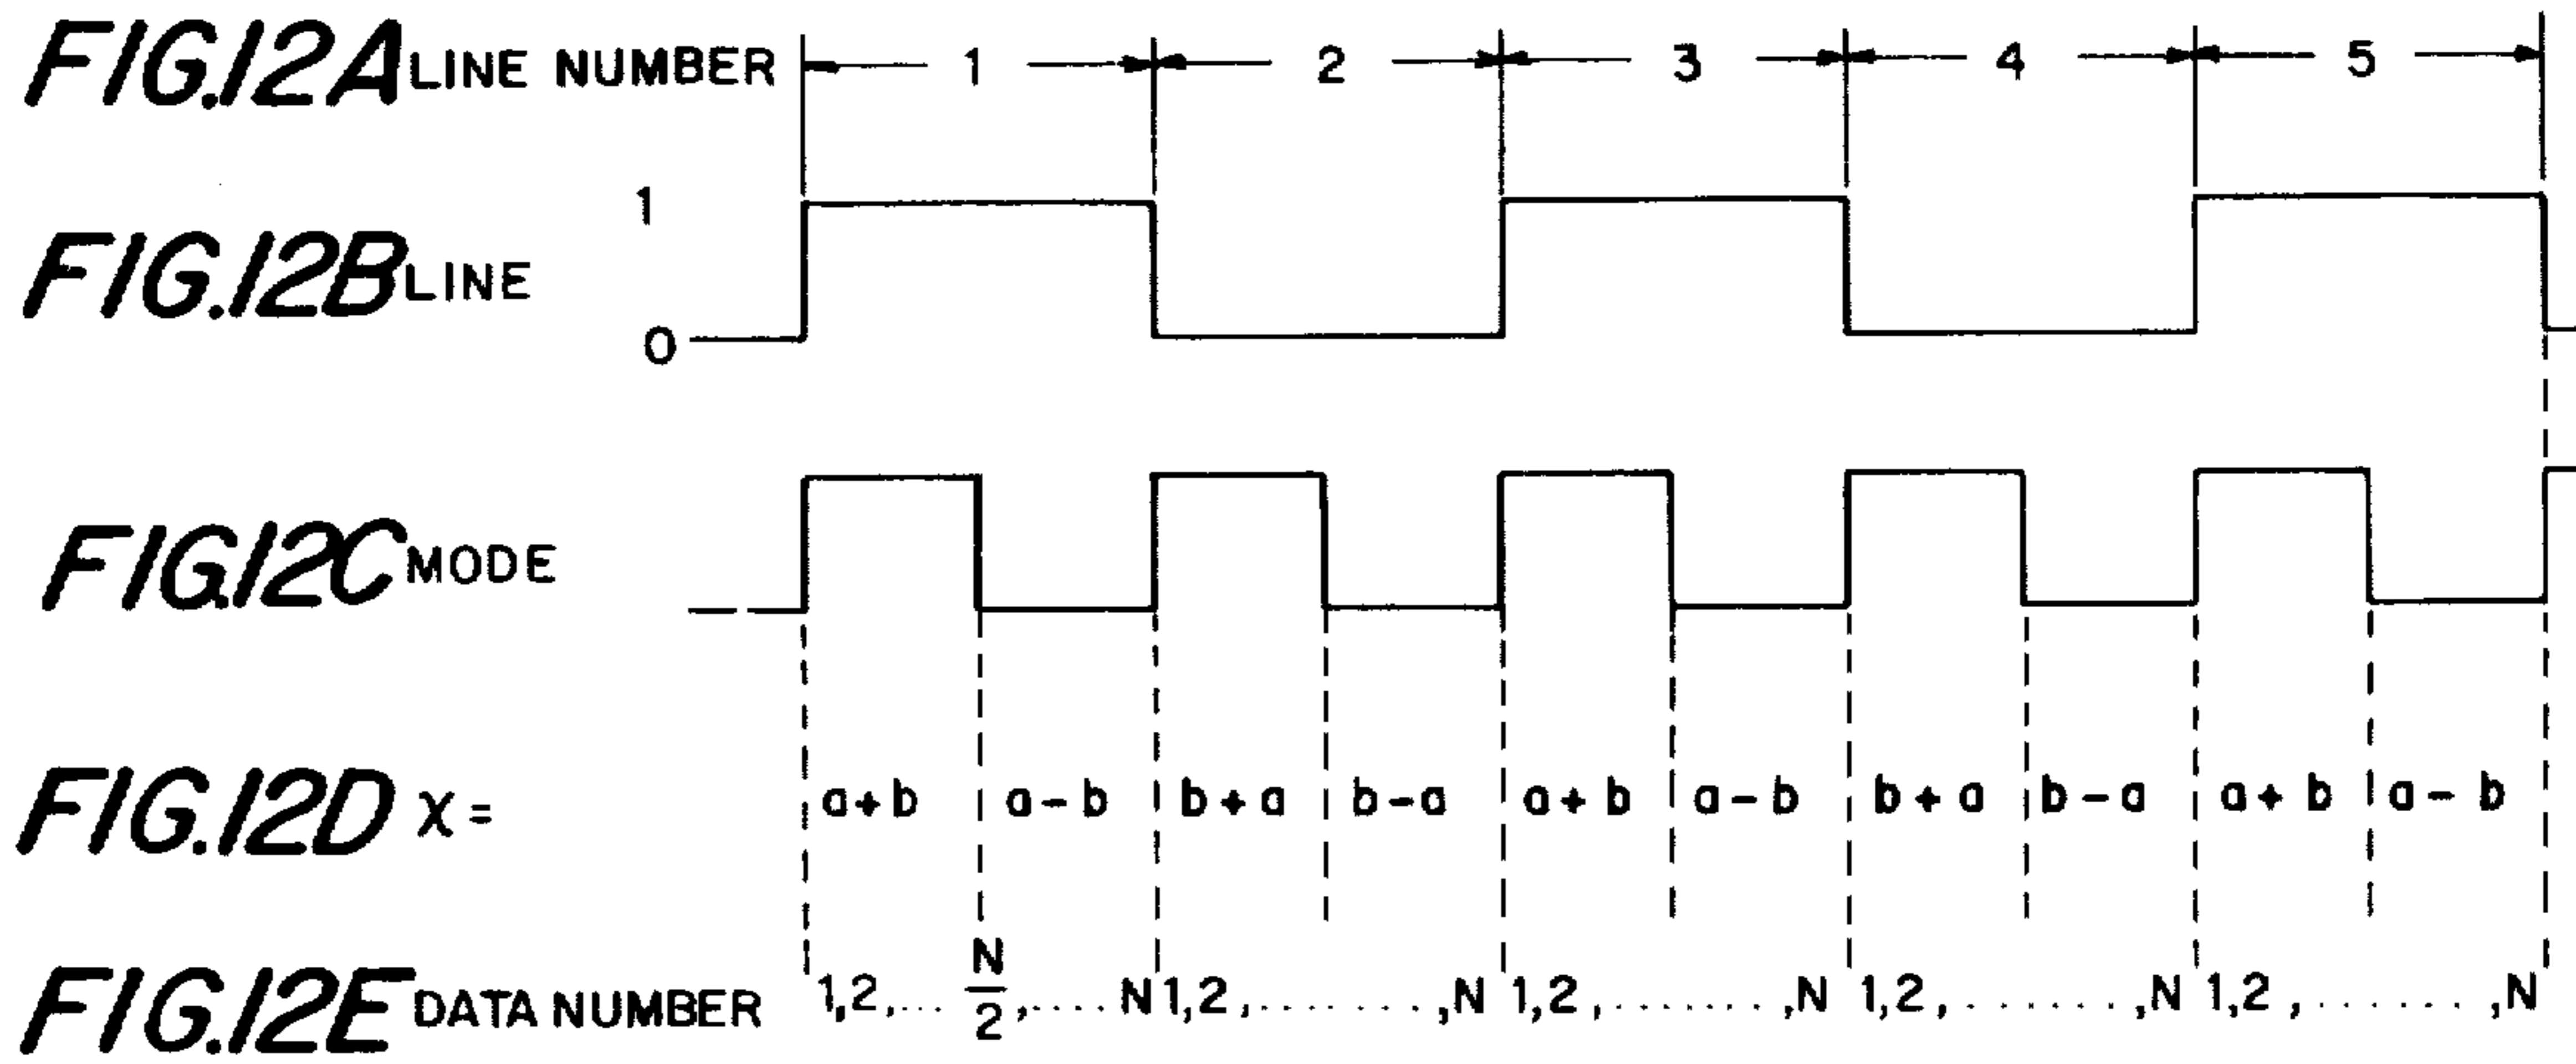 FIG.12A LINE NUMBER 1 2 3 4 5
1
FIG.12B LINE
0
FIG.12C MODE
FIG.12D χ = a+b a-b b+a b-a a+b a-b b+a b-a a+b a-b
FIG.12E DATA NUMBER 1,2,... N/2,.... N 1,2,........,N 1,2,.......,N 1,2,.......,N 1,2,.......,N